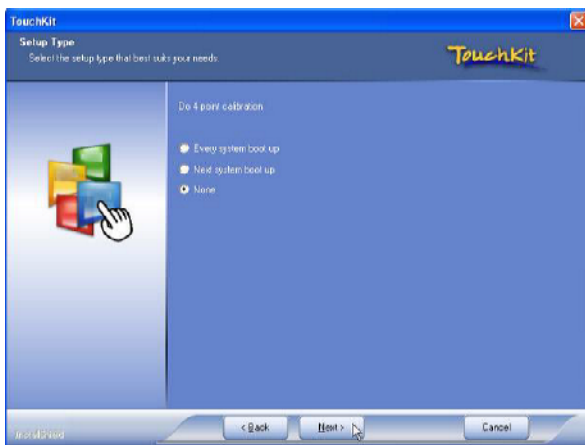 TouchKit
Setup Type
Select the setup type that best suits your needs.
TouchKit
Do 4 point calibration
Every system boot up
Next system boot up
None
InstallShield
< Back
Next >
Cancel